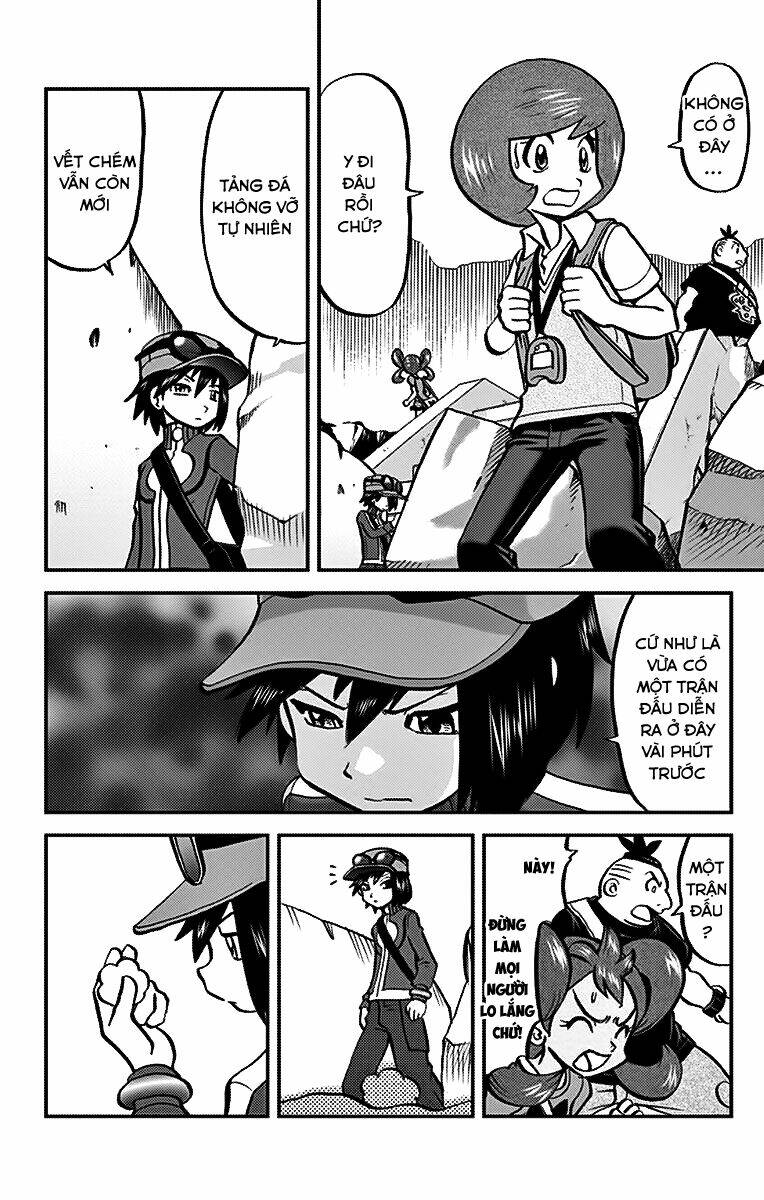 KHÔNG
CÓ Ở
ĐÂY
...
Y ĐI
ĐÂU
RỒI
CHỨ?
TẢNG ĐÁ
KHÔNG VỠ
TỰ NHIÊN
VẾT CHÉM
VẪN CÒN
MỚI
CỨ NHƯ LÀ
VỪA CÓ
MỘT TRẬN
ĐẤU DIỄN
RA Ở ĐÂY
VÀI PHÚT
TRƯỚC
MỘT
TRẬN
ĐẤU
?
NÀY!
ĐỪNG
LÀM
MỌI
NGƯỜI
LO LẮNG
CHỨ!